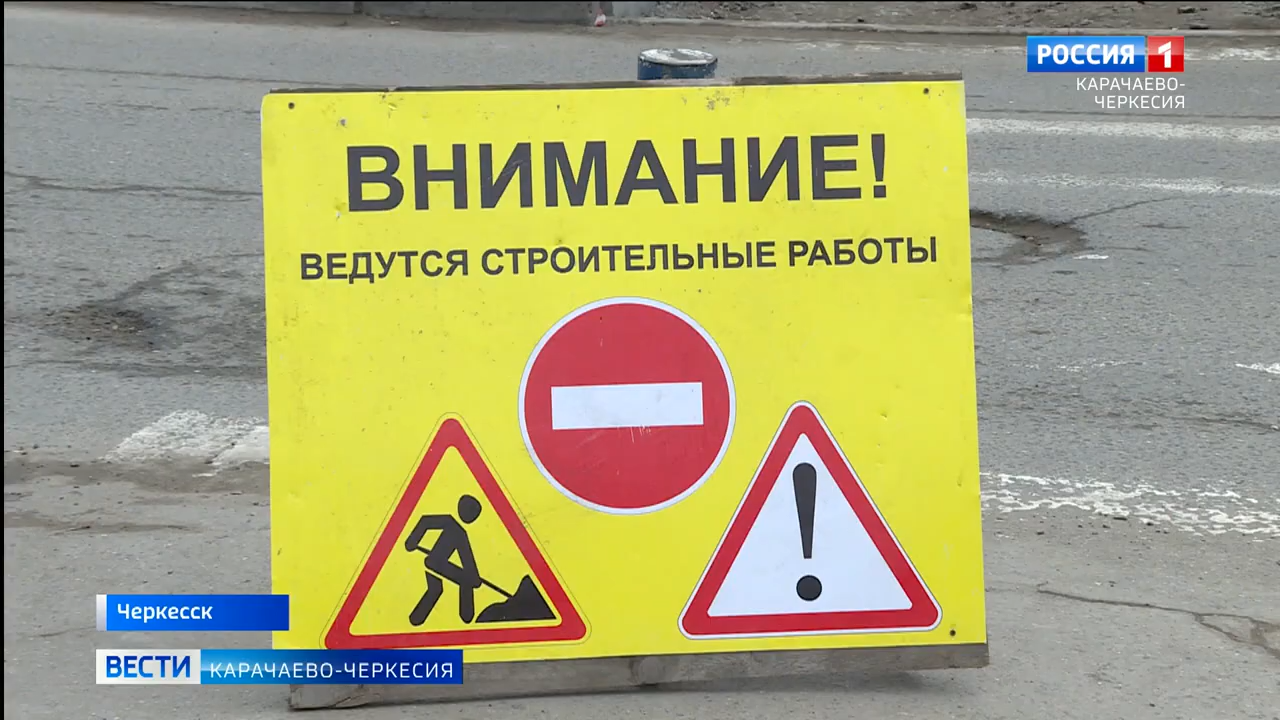 РОССИЯ 1
КАРАЧАЕВО-
ЧЕРКЕСИЯ
ВНИМАНИЕ!
ВЕДУТСЯ СТРОИТЕЛЬНЫЕ РАБОТЫ
!
Черкесск
ВЕСТИ КАРАЧАЕВО-ЧЕРКЕСИЯ